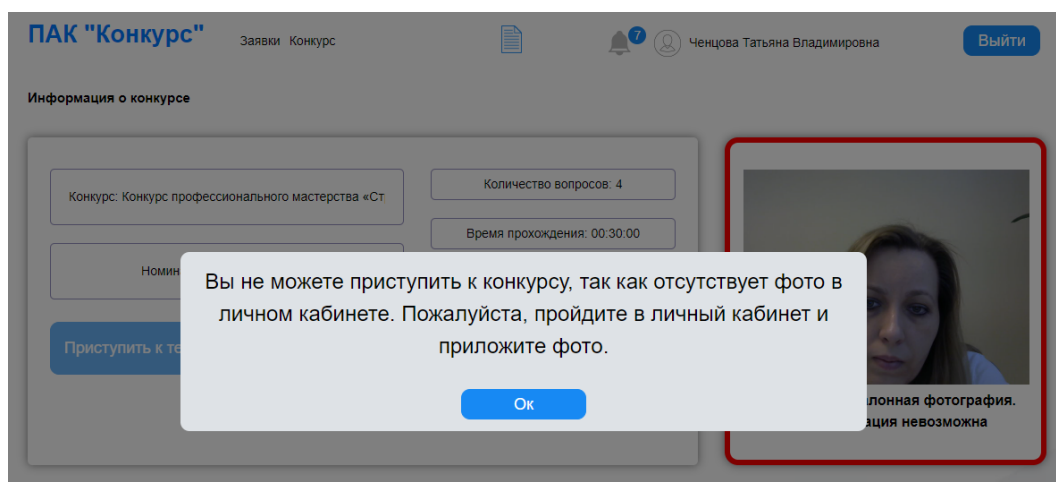 ПАК "Конкурс"
Заявки Конкурс
7
Ченцова Татьяна Владимировна
Выйти
Информация о конкурсе
Конкурс: Конкурс профессионального мастерства «Ст
Количество вопросов: 4
Время прохождения: 00:30:00
Номин
Приступить к те
Вы не можете приступить к конкурсу, так как отсутствует фото в
личном кабинете. Пожалуйста, пройдите в личный кабинет и
приложите фото.
Ок
лонная фотография.
ация невозможна